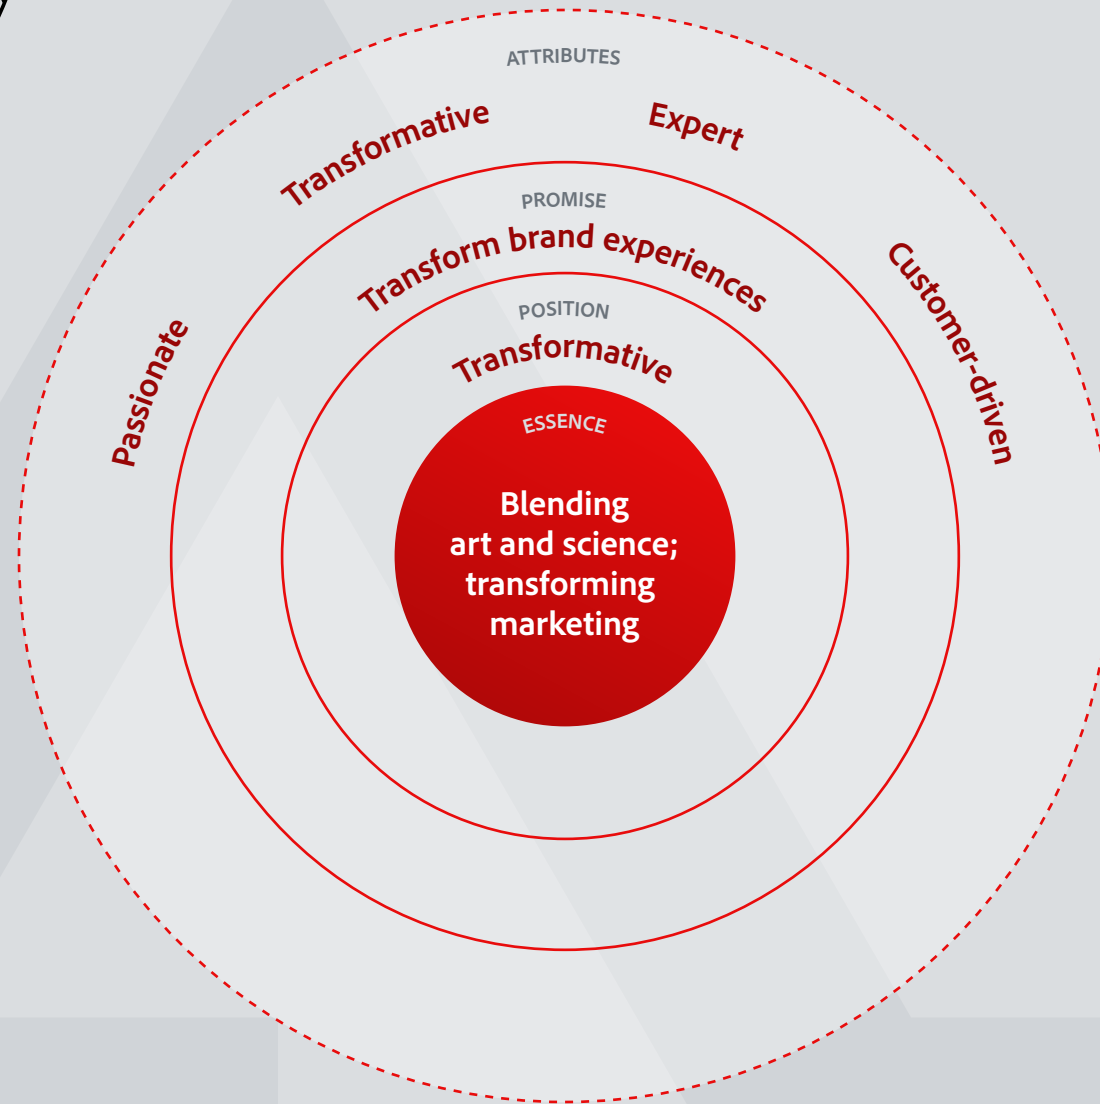 ATTRIBUTES
Passionate
Transformative
Expert
Customer-driven
PROMISE
Transform brand experiences
POSITION
Transformative
ESSENCE
Blending
art and science;
transforming
marketing